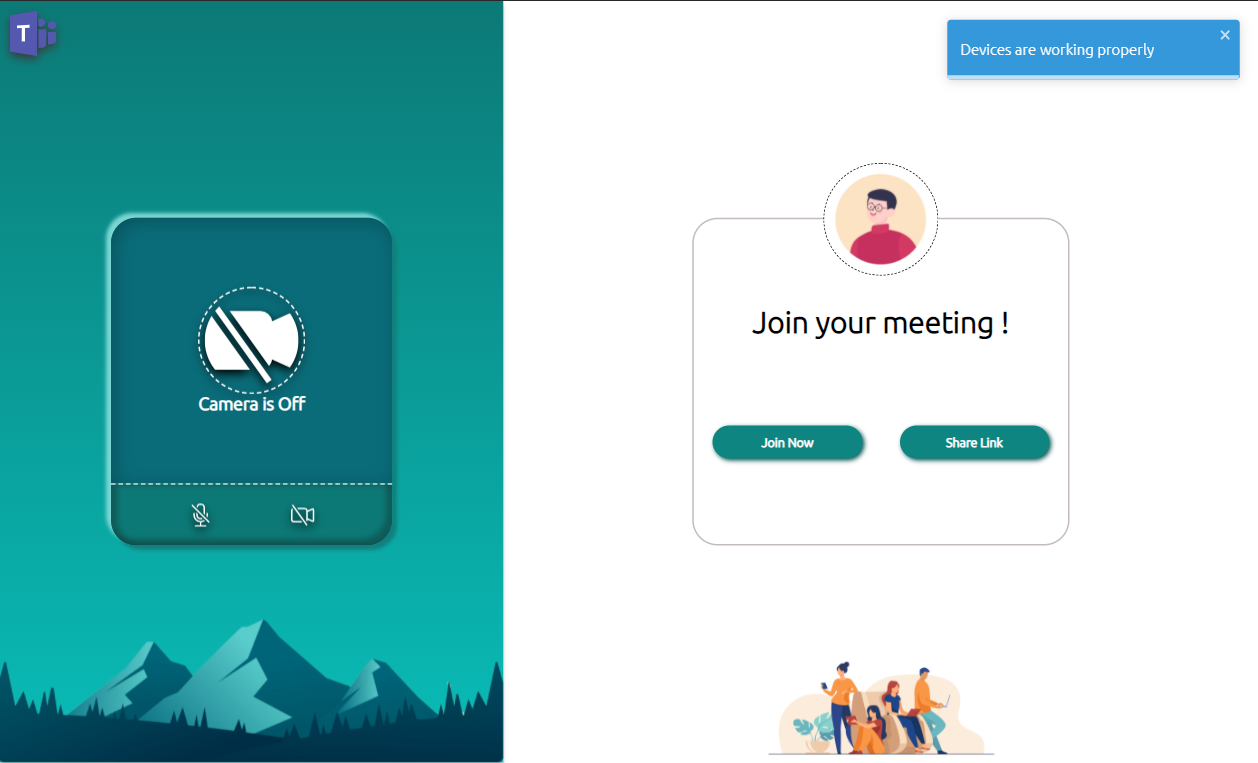 T
Devices are working properly
×
Camera is Off
Join your meeting !
Join Now
Share Link